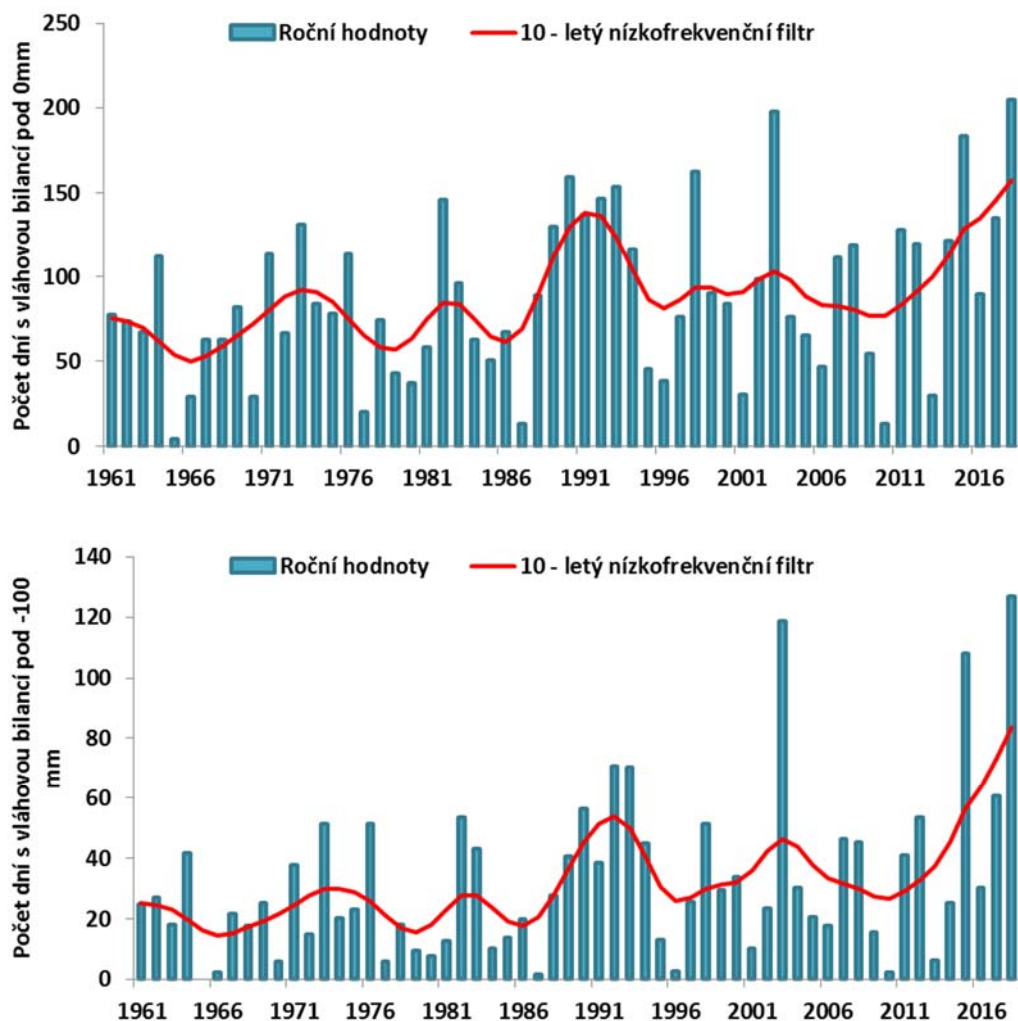 250
Roční hodnoty
10 - letý nízkofrekvenční filtr
Počet dní s vláhovou bilancí pod 0mm
200
150
100
50
0
1961 1966 1971 1976 1981 1986 1991 1996 2001 2006 2011 2016
140
Roční hodnoty
10 - letý nízkofrekvenční filtr
Počet dní s vláhovou bilancí pod -100
mm
120
100
80
60
40
20
0
1961 1966 1971 1976 1981 1986 1991 1996 2001 2006 2011 2016